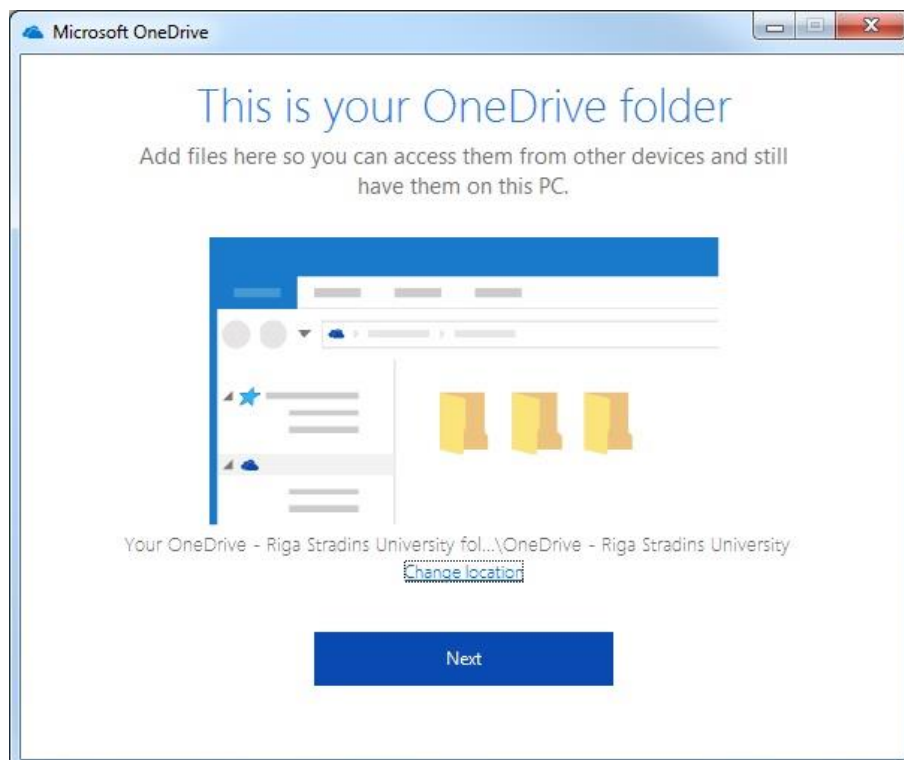 Microsoft OneDrive
This is your OneDrive folder
Add files here so you can access them from other devices and still
have them on this PC.
Your OneDrive - Riga Stradins University fol...\OneDrive - Riga Stradins University
Change location
Next